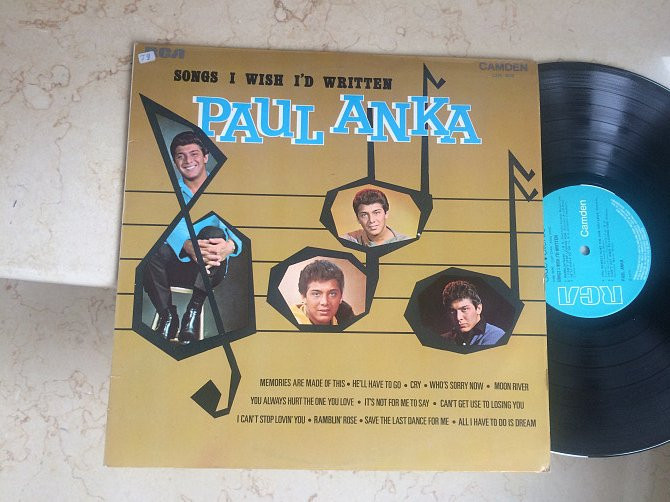 RCA
CAMDEN
SONGS I WISH I'D WRITTEN
PAUL ANKA
MEMORIES ARE MADE OF THIS • HE'LL HAVE TO GO • CRY • WHO'S SORRY NOW • MOON RIVER
YOU ALWAYS HURT THE ONE YOU LOVE • IT'S NOT FOR ME TO SAY • CAN'T GET USE TO LOSING YOU
I CAN'T STOP LOVIN' YOU • RAMBLIN' ROSE • SAVE THE LAST DANCE FOR ME • ALL I HAVE TO DO IS DREAM
Camden
RCA